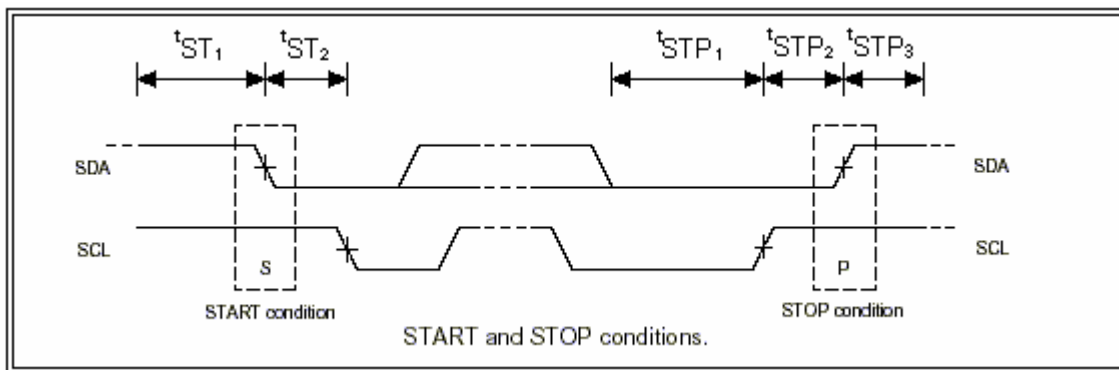 tST₁ tST₂ tSTP₁ tSTP₂ tSTP₃
SDA SDA
SCL SCL
S P
START condition STOP condition
START and STOP conditions.